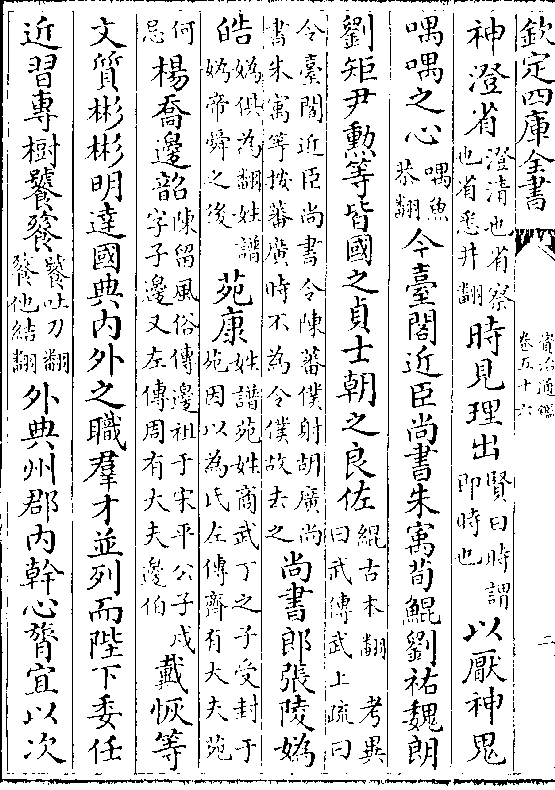 欽定四庫全書 資治通鑑 卷五十六 二
神澄省澄清也省察也省悉井翻時見理出賢曰時謂即時也以厭神鬼
喁喁之心喁魚恭翻今臺閣近臣尚書朱㝢荀鯤劉祐魏朗
劉矩尹勲等皆國之貞士朝之良佐緄古本翻 考異曰武傳武上疏曰
令臺閣近臣尚書令陳蕃僕射胡廣尚書朱㝢等按蕃廣時不為令僕故去之尚書郎張陵媯
皓媯供為翻姓譜媯帝舜之後苑康姓譜苑姓商武丁之子受封于苑因以為氏左傳齊有大夫苑
何忌楊喬邊韶陳留風俗傳邊祖于宋平公子戍字子邊又左傳周有大夫邊伯戴恢等
文質彬彬明達國典內外之職羣才並列而陛下委任
近習專樹饕餮饕吐刀翻餮他結翻外典州郡內幹心膂宜以次